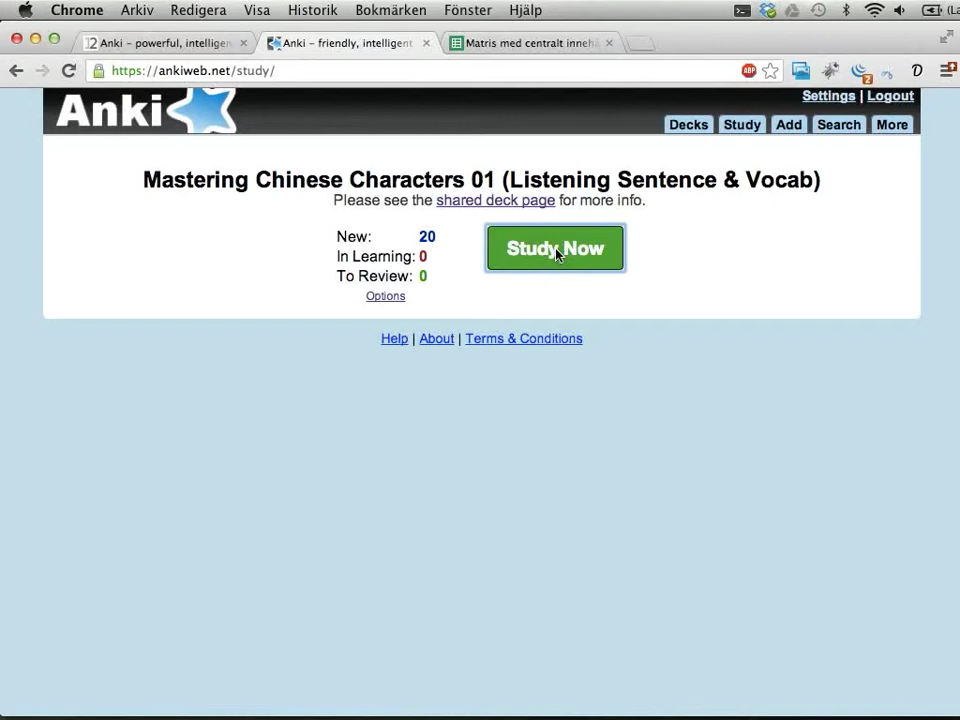 Chrome Arkiv Redigera Visa Historik Bokmärken Fönster Hjälp
Anki – powerful, intelligen
Anki – friendly, intelligent
Matris med centralt innehå
https://ankiweb.net/study/
ABP
2
Anki
Settings | Logout
Decks Study Add Search More
Mastering Chinese Characters 01 (Listening Sentence & Vocab)
Please see the shared deck page for more info.
New: 20
In Learning: 0
To Review: 0
Options
Study Now
Help | About | Terms & Conditions